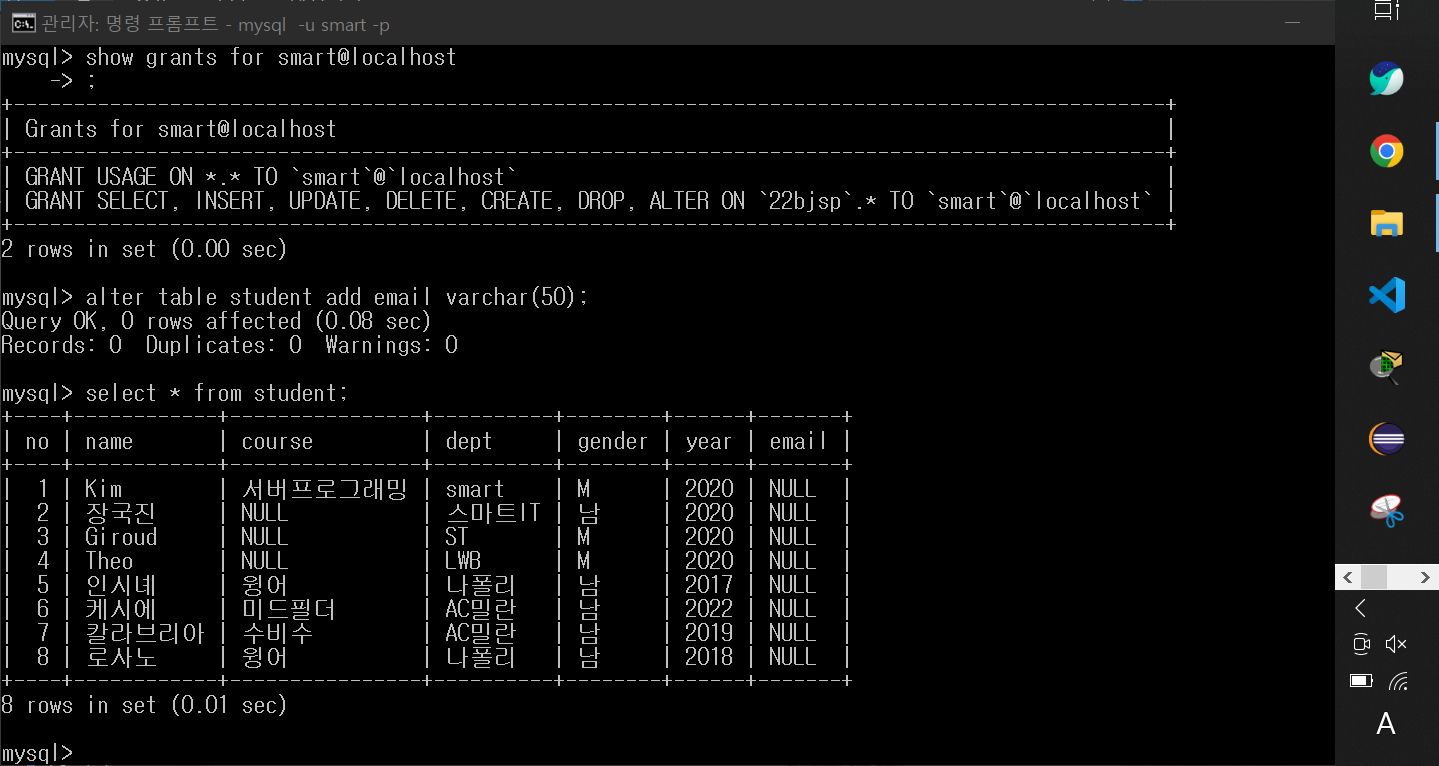 관리자: 명령 프롬프트 - mysql  -u smart -p
mysql> show grants for smart@localhost
    -> ;
+------------------------------------------------------------------------------------------------+
| Grants for smart@localhost                                                                     |
+------------------------------------------------------------------------------------------------+
| GRANT USAGE ON *.* TO `smart`@`localhost`                                                      |
| GRANT SELECT, INSERT, UPDATE, DELETE, CREATE, DROP, ALTER ON `22bjsp`.* TO `smart`@`localhost` |
+------------------------------------------------------------------------------------------------+
2 rows in set (0.00 sec)
mysql> alter table student add email varchar(50);
Query OK, 0 rows affected (0.08 sec)
Records: 0  Duplicates: 0  Warnings: 0
mysql> select * from student;
+----+------------+----------------+----------+--------+------+-------+
| no | name       | course         | dept     | gender | year | email |
+----+------------+----------------+----------+--------+------+-------+
|  1 | Kim        | 서버프로그래밍 | smart    | M      | 2020 | NULL  |
|  2 | 장국진     | NULL           | 스마트IT | 남     | 2020 | NULL  |
|  3 | Giroud     | NULL           | ST       | M      | 2020 | NULL  |
|  4 | Theo       | NULL           | LWB      | M      | 2020 | NULL  |
|  5 | 인시녜     | 윙어           | 나폴리   | 남     | 2017 | NULL  |
|  6 | 케시에     | 미드필더       | AC밀란   | 남     | 2022 | NULL  |
|  7 | 칼라브리아 | 수비수         | AC밀란   | 남     | 2019 | NULL  |
|  8 | 로사노     | 윙어           | 나폴리   | 남     | 2018 | NULL  |
+----+------------+----------------+----------+--------+------+-------+
8 rows in set (0.01 sec)
mysql>
A